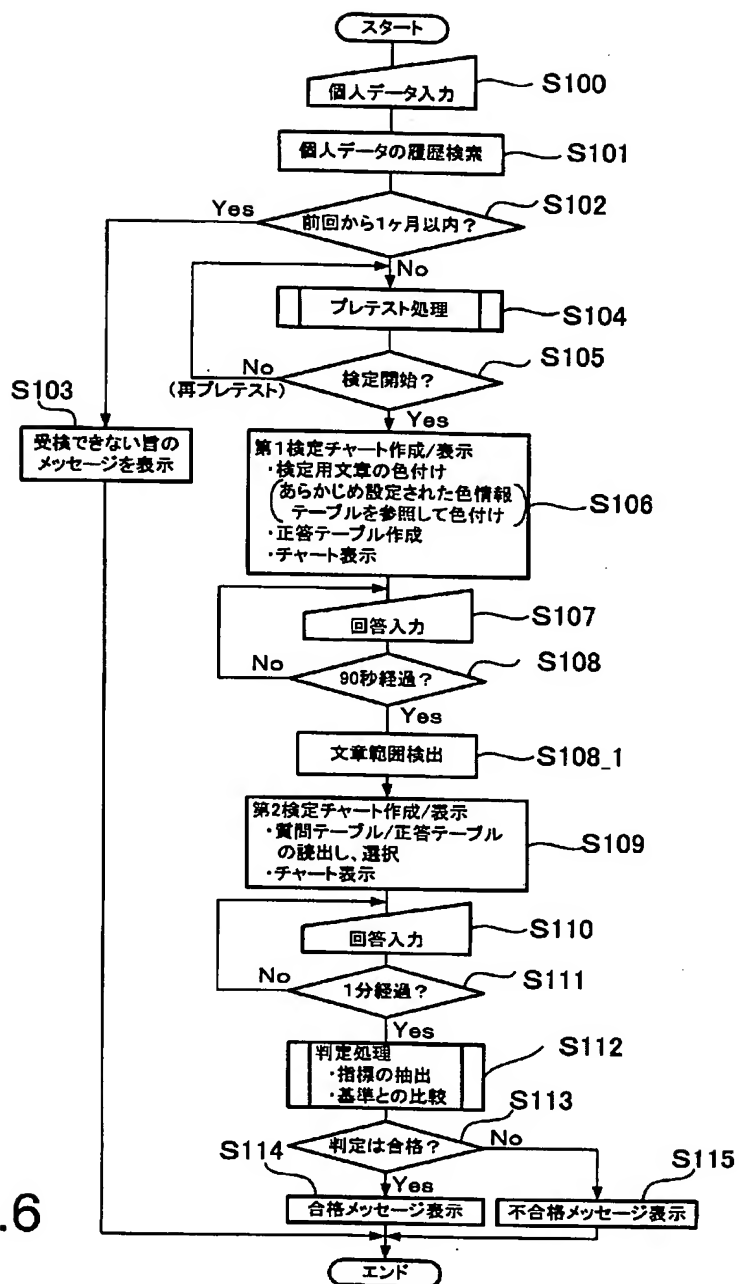 スタート
個人データ入力
S100
個人データの履歴検索
S101
前回から1ヶ月以内?
S102
Yes
No
プレテスト処理
S104
検定開始?
S105
No
(再プレテスト)
Yes
S103
受検できない旨の
メッセージを表示
第1検定チャート作成/表示
・検定用文章の色付け
(あらかじめ設定された色情報
テーブルを参照して色付け)
・正答テーブル作成
・チャート表示
S106
回答入力
S107
90秒経過?
S108
No
Yes
文章範囲検出
S108_1
第2検定チャート作成/表示
・質問テーブル/正答テーブル
の読出し、選択
・チャート表示
S109
回答入力
S110
1分経過?
S111
No
Yes
判定処理
・指標の抽出
・基準との比較
S112
判定は合格?
S113
No
Yes
S114
合格メッセージ表示
S115
不合格メッセージ表示
エンド
.6